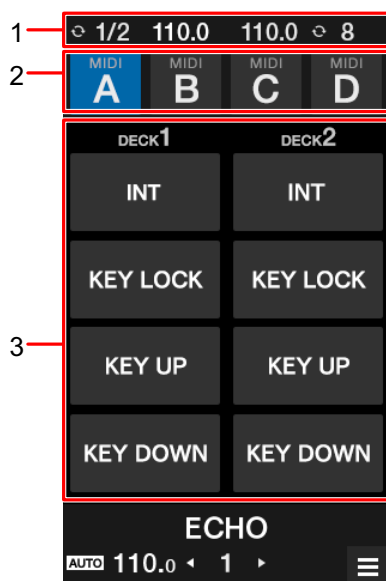 1 1/2 110.0 110.0 8
2 MIDI MIDI MIDI MIDI
A B C D
DECK1 DECK2
INT INT
KEY LOCK KEY LOCK
3
KEY UP KEY UP
KEY DOWN KEY DOWN
ECHO
AUTO 110.0 1